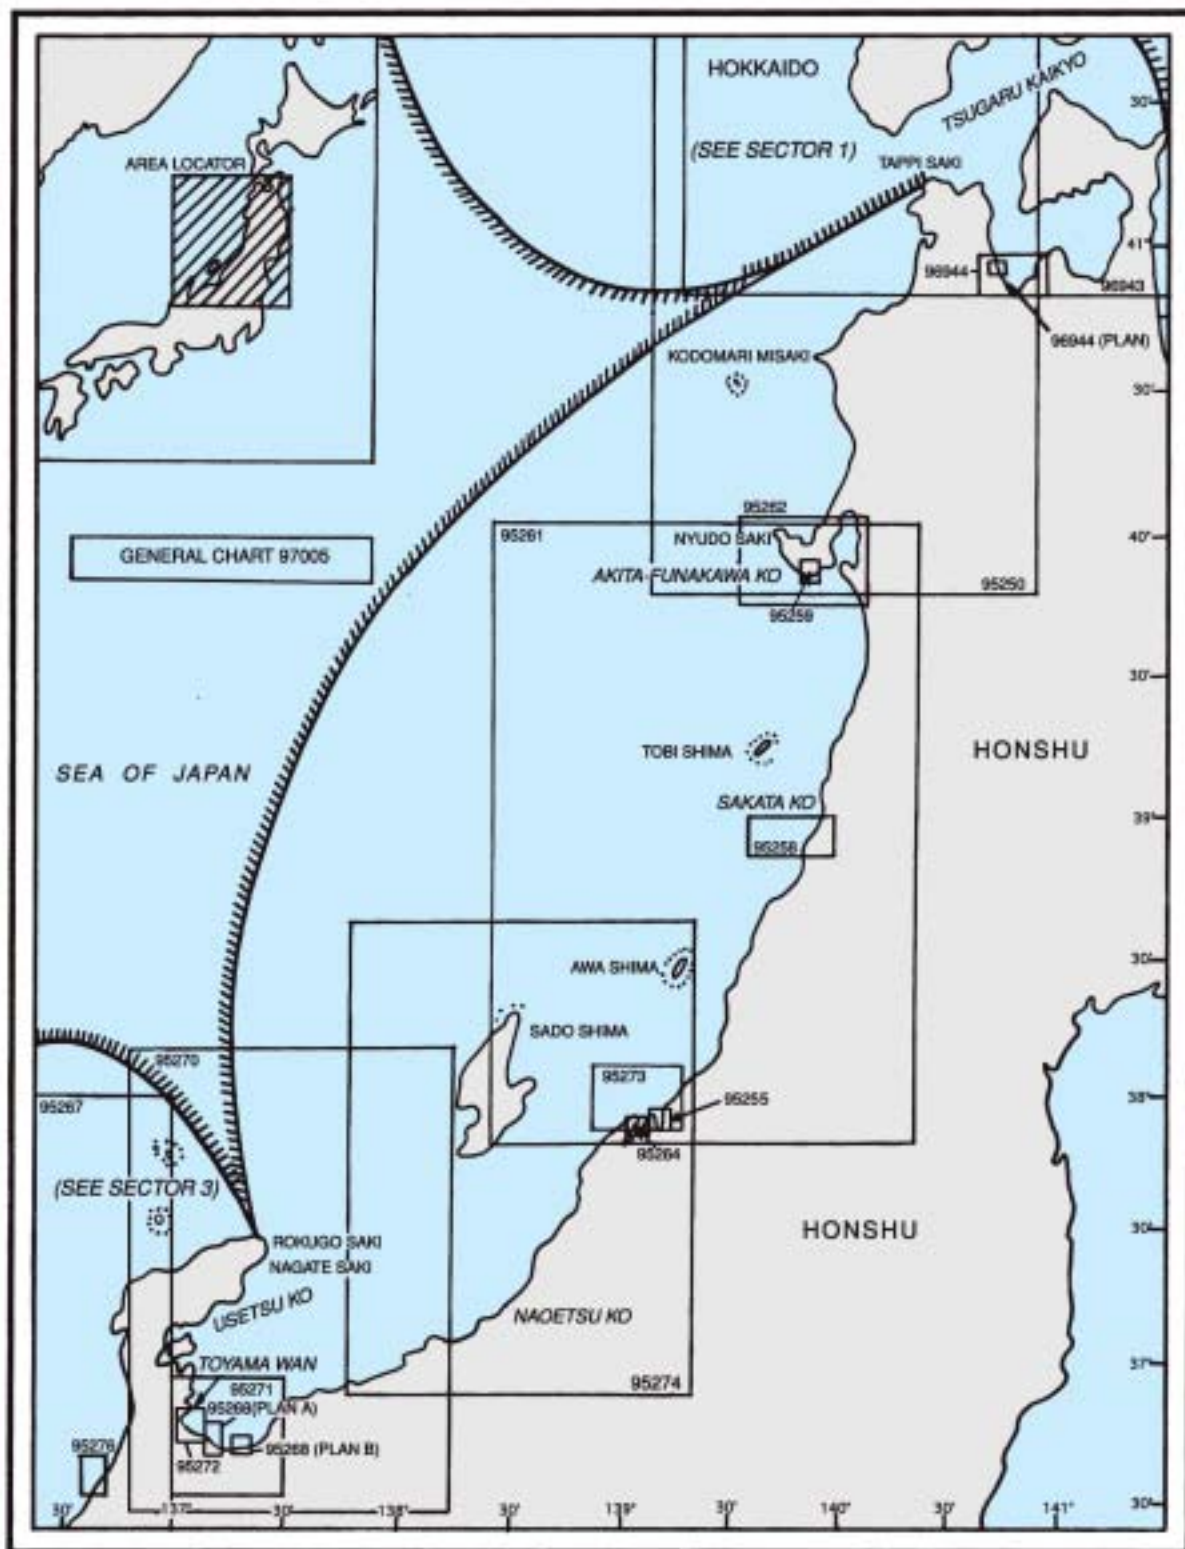 HOKKAIDO
TSUGARU KAIKYO
30'
(SEE SECTOR 1)
AREA LOCATOR
TAPPI SAKI
41°
96944
96943
96944 (PLAN)
KODOMARI MISAKI
30'
95262
95261
NYUDO SAKI
40°
GENERAL CHART 97005
AKITA-FUNAKAWA KO
95250
95259
30'
TOBI SHIMA
HONSHU
SEA OF JAPAN
SAKATA KO
39°
95258
30'
AWA SHIMA
SADO SHIMA
95270
95273
95267
95255
38°
95264
(SEE SECTOR 3)
HONSHU
30'
ROKUGO SAKI
NAGATE SAKI
USETSU KO
NAOETSU KO
TOYAMA WAN
37°
95271
95274
95268 (PLAN A)
95276
95268 (PLAN B)
95272
30'
30'
137°
30'
138°
30'
139°
30'
140°
30'
141°